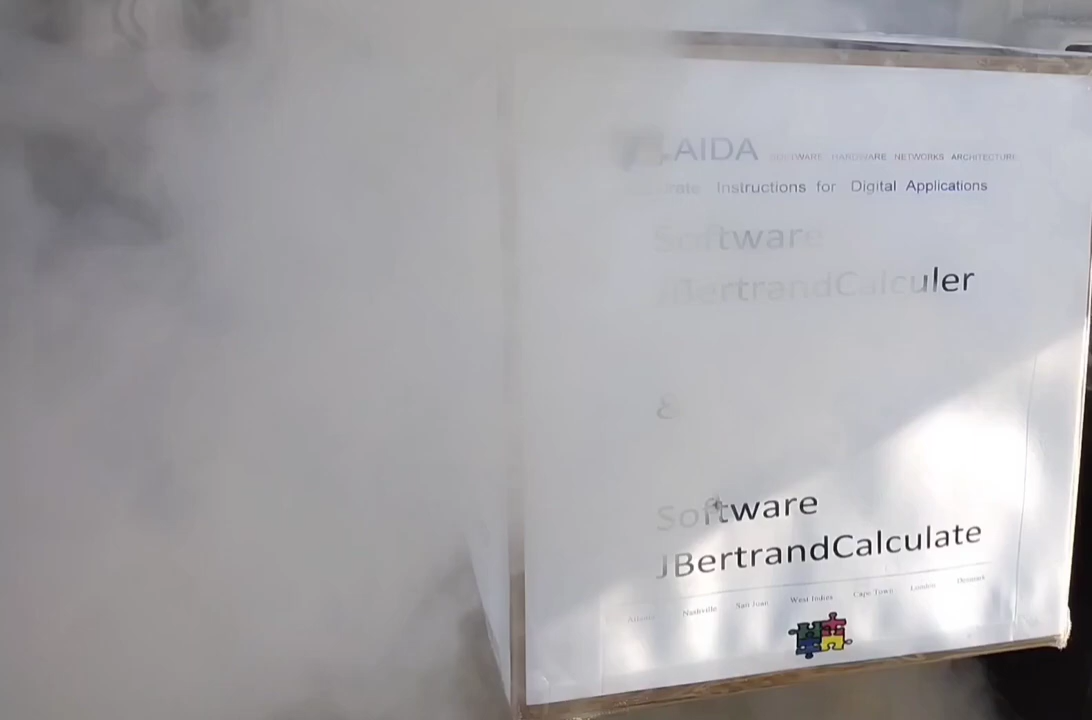 AIDA SOFTWARE HARDWARE NETWORKS ARCHITECTURE
Instructions for Digital Applications
Software
JBertrandCalculer
&
Software
JBertrandCalculate
Nashville San Juan West Indies Cape Town London Denmark